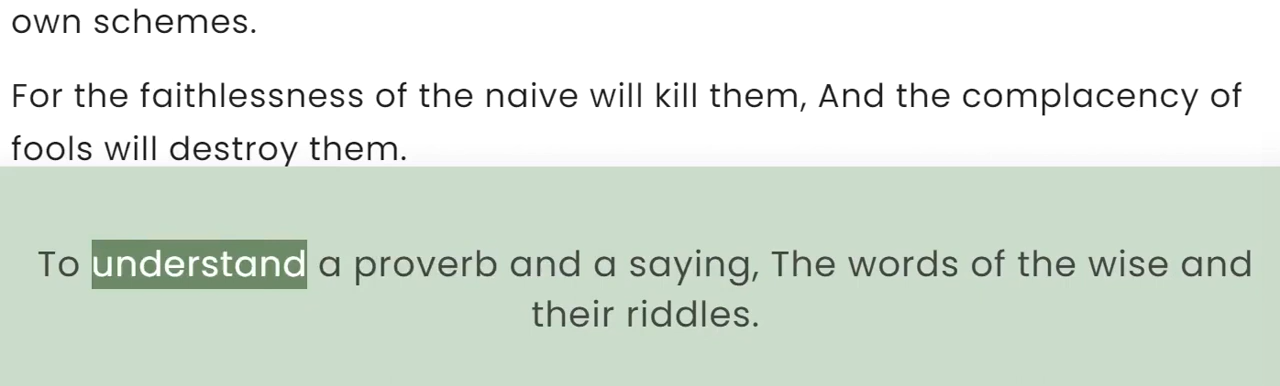 own schemes.
For the faithlessness of the naive will kill them, And the complacency of
fools will destroy them.
To understand a proverb and a saying, The words of the wise and
their riddles.